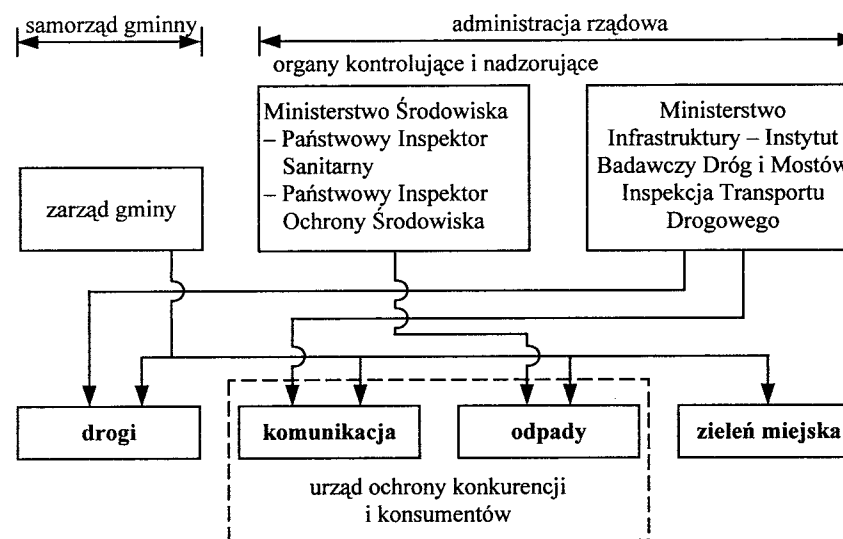 samorząd gminny
administracja rządowa
organy kontrolujące i nadzorujące
Ministerstwo Środowiska
– Państwowy Inspektor
Sanitarny
– Państwowy Inspektor
Ochrony Środowiska
Ministerstwo
Infrastruktury – Instytut
Badawczy Dróg i Mostów
Inspekcja Transportu
Drogowego
zarząd gminy
drogi
komunikacja
odpady
zieleń miejska
urząd ochrony konkurencji
i konsumentów